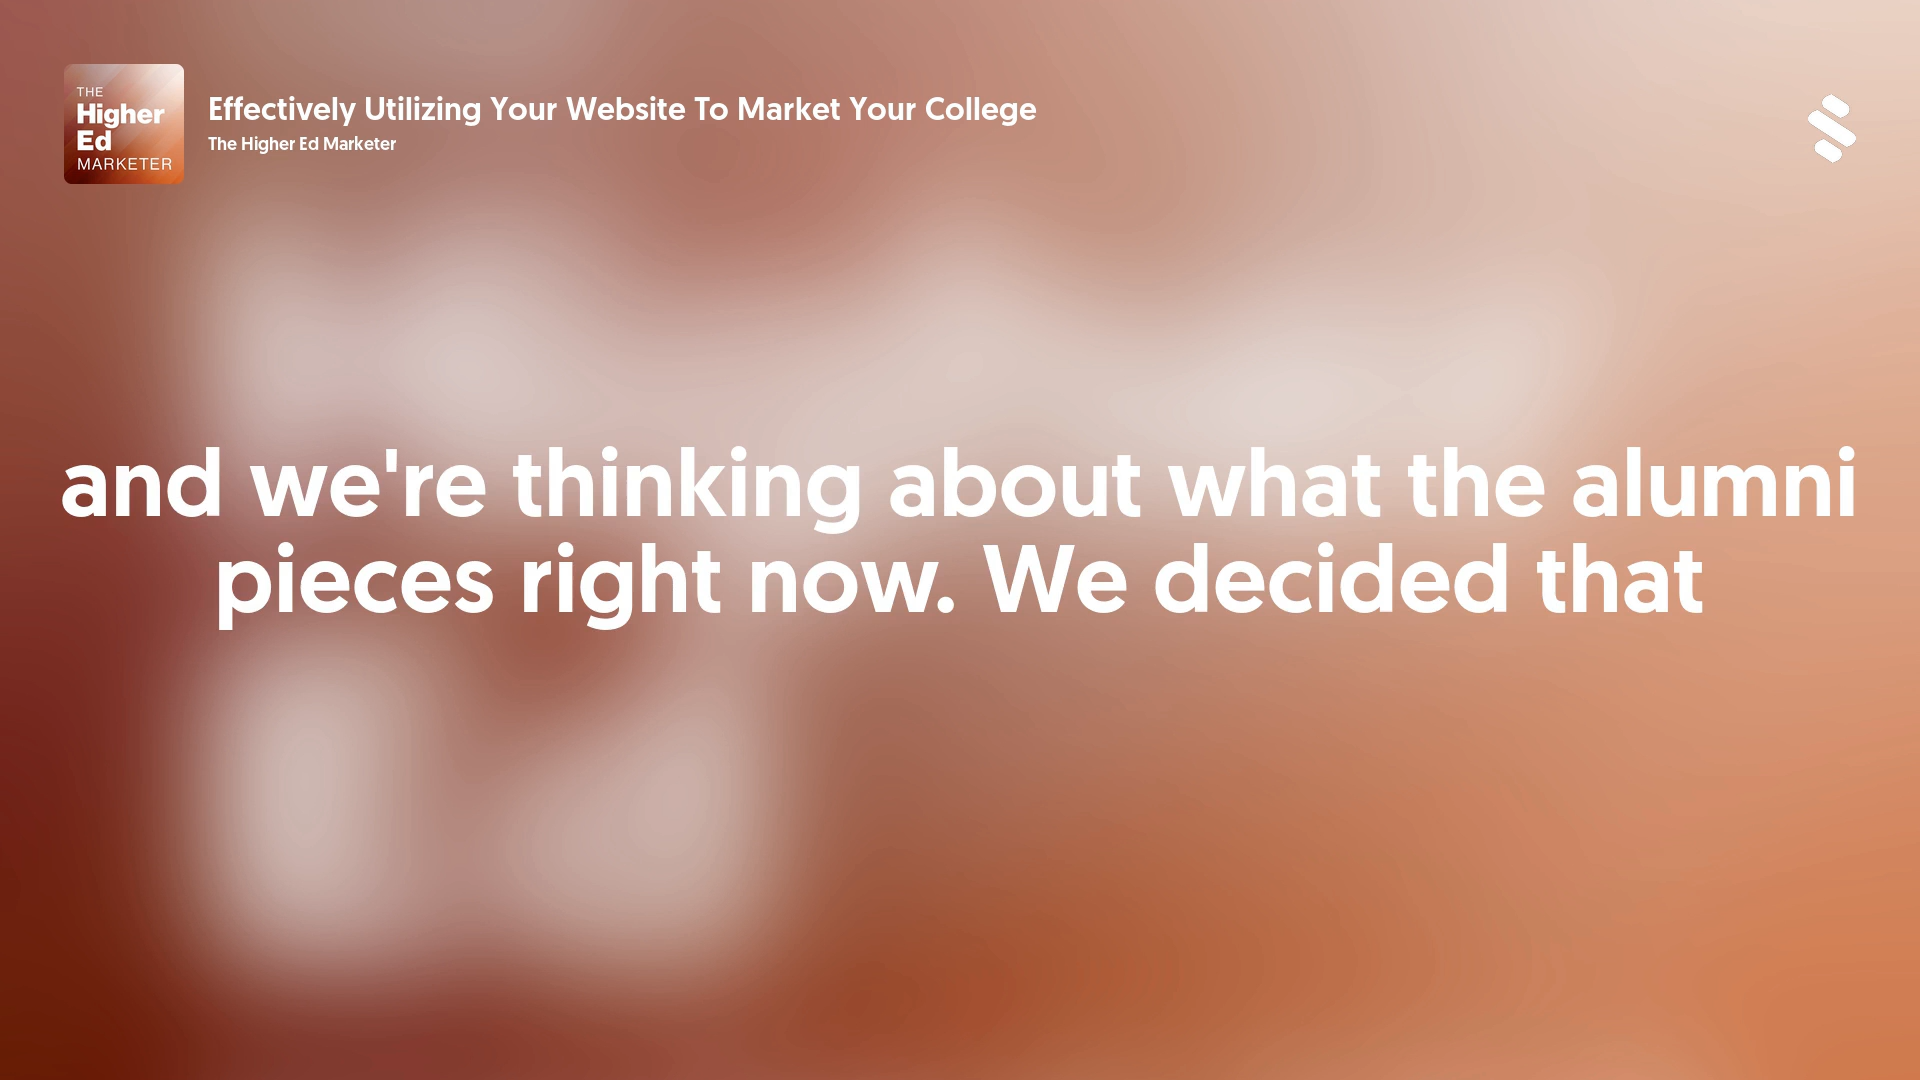 THE
Higher
Ed
MARKETER
Effectively Utilizing Your Website To Market Your College
The Higher Ed Marketer
and we're thinking about what the alumni
pieces right now. We decided that